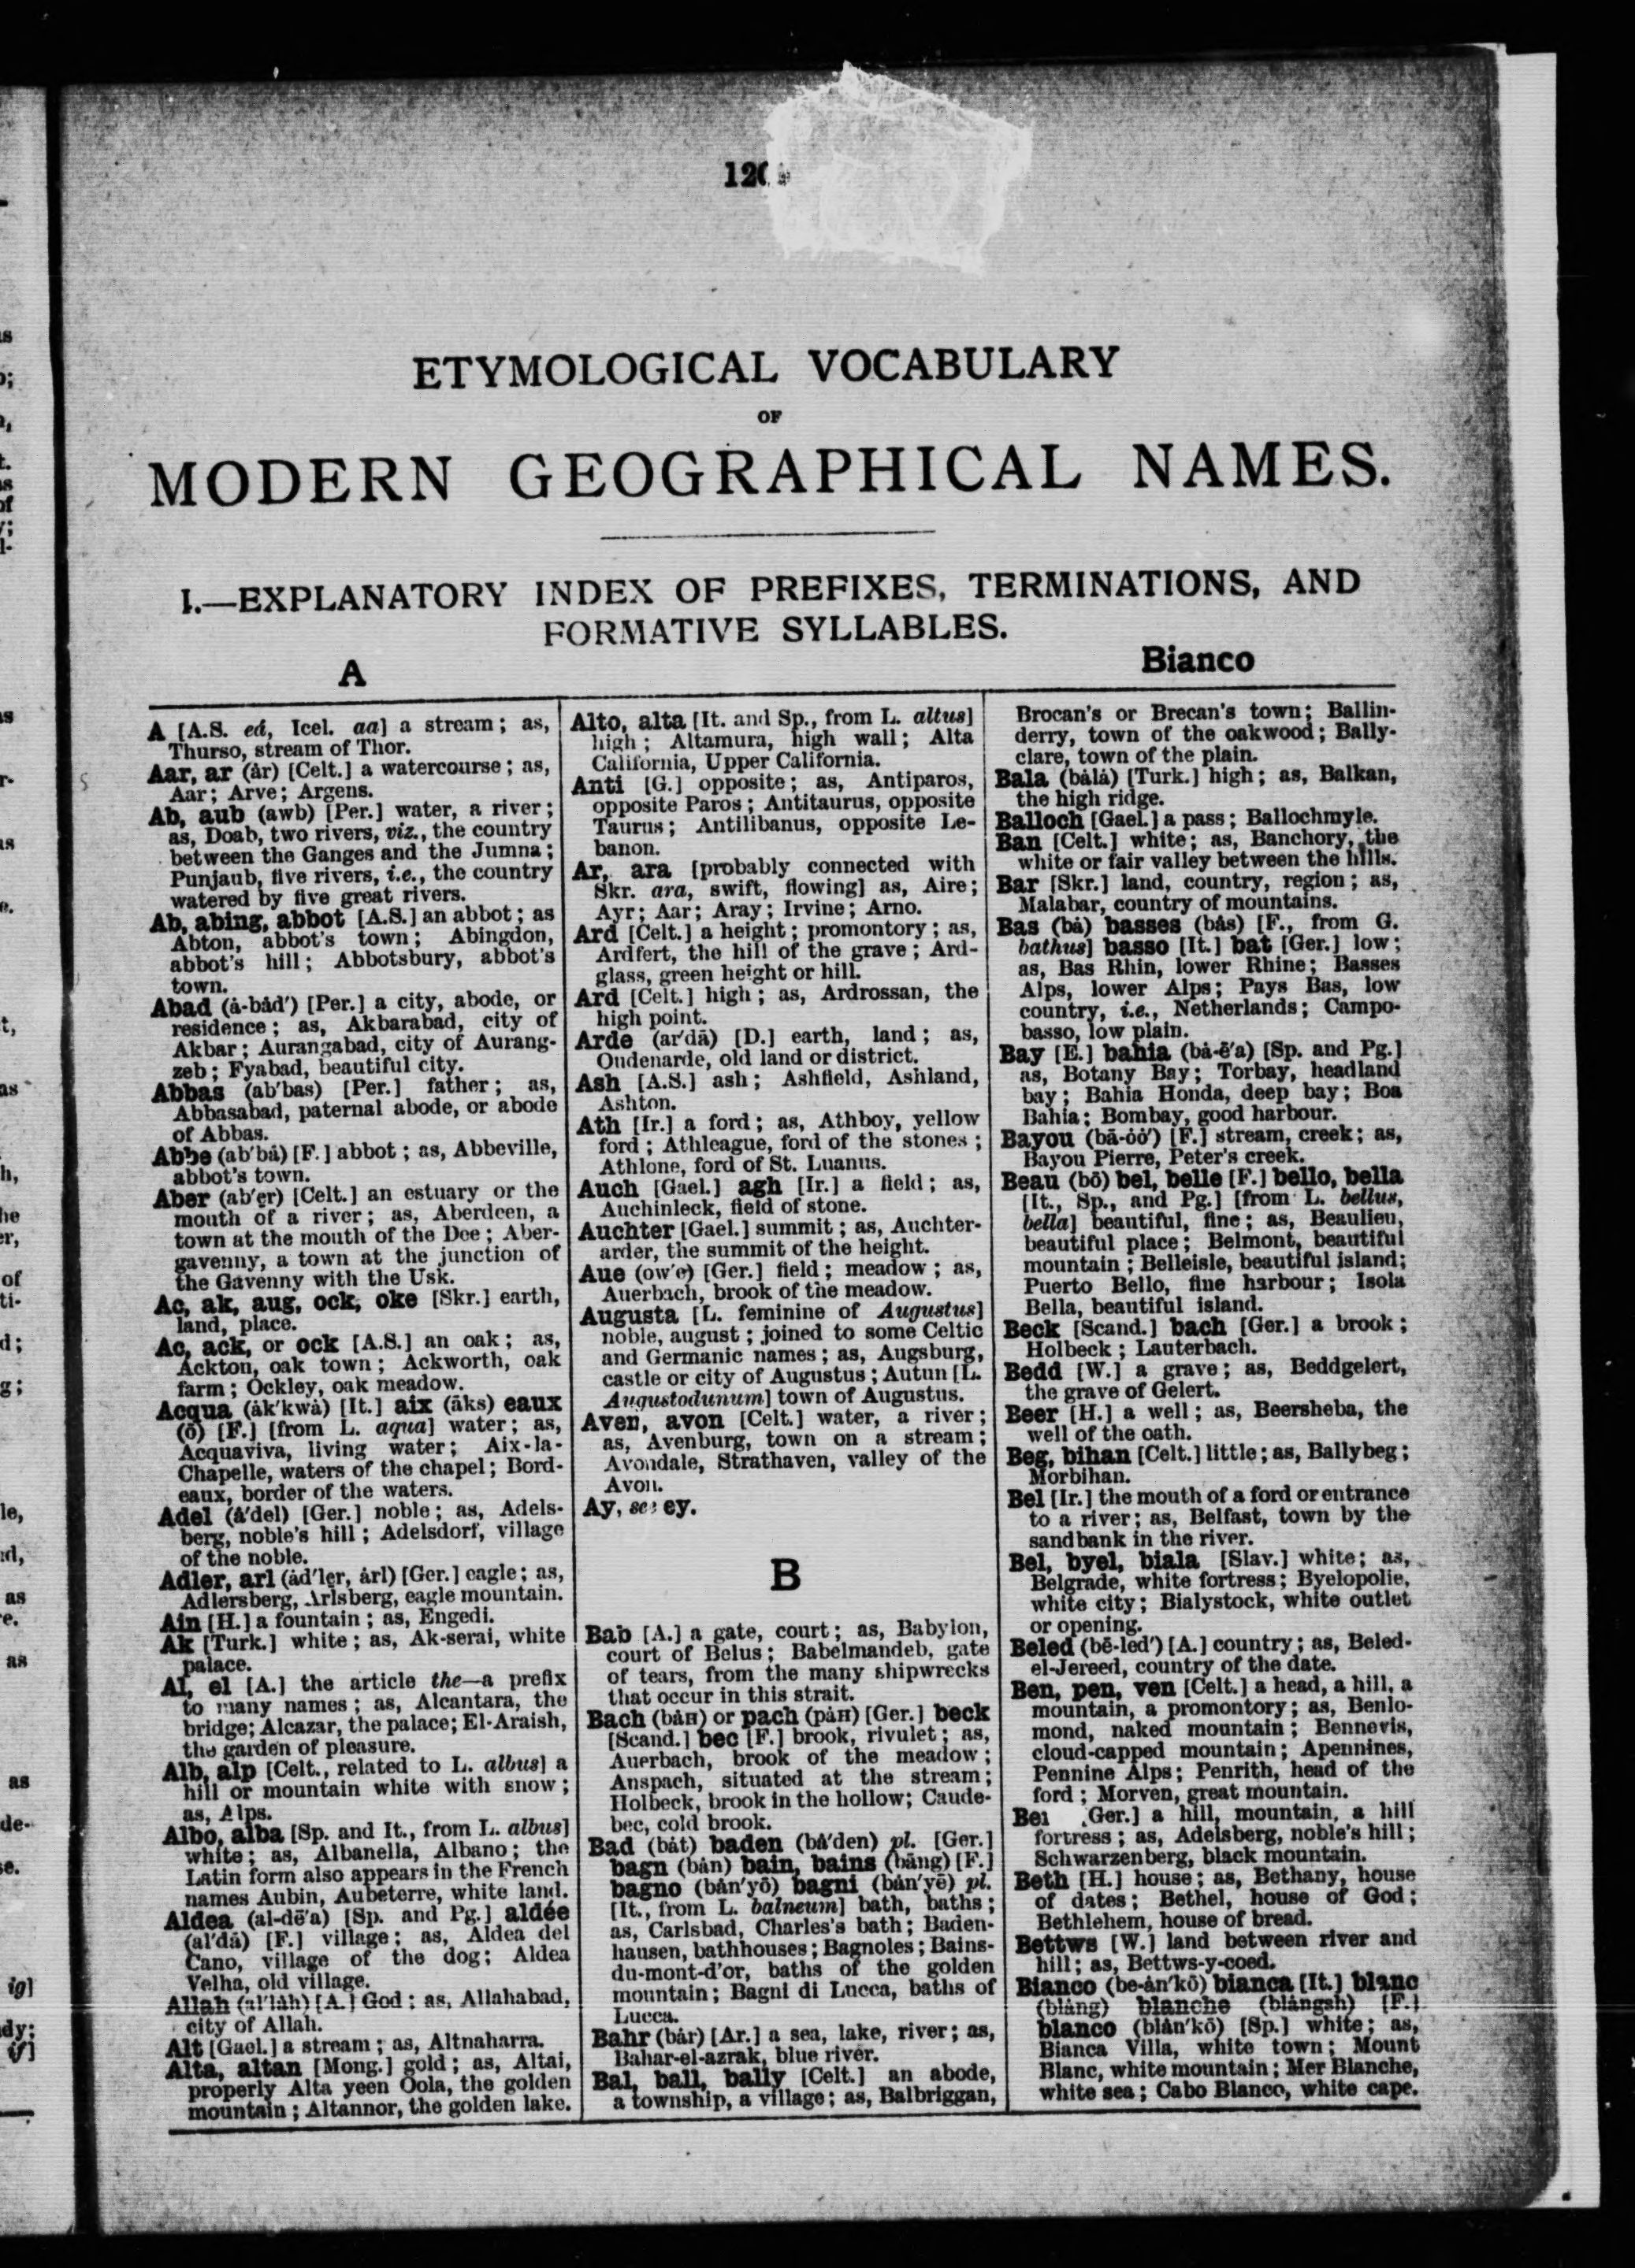 120
ETYMOLOGICAL VOCABULARY
OF
MODERN GEOGRAPHICAL NAMES.
I.—EXPLANATORY INDEX OF PREFIXES, TERMINATIONS, AND
FORMATIVE SYLLABLES.
A
Bianco
A [A.S. eá, Icel. aa] a stream; as,
Thurso, stream of Thor.
Aar, ar (år) [Celt.] a watercourse; as,
Aar; Arve; Argens.
Ab, aub (awb) [Per.] water, a river;
as, Doab, two rivers, viz., the country
between the Ganges and the Jumna;
Punjaub, five rivers, i.e., the country
watered by five great rivers.
Ab, abing, abbot [A.S.] an abbot; as
Abton, abbot's town; Abingdon,
abbot's hill; Abbotsbury, abbot's
town.
Abad (å-båd′) [Per.] a city, abode, or
residence; as, Akbarabad, city of
Akbar; Aurangabad, city of Aurang-
zeb; Fyabad, beautiful city.
Abbas (ab′bas) [Per.] father; as,
Abbasabad, paternal abode, or abode
of Abbas.
Abbe (ab′bā) [F.] abbot; as, Abbeville,
abbot's town.
Aber (ab′ẹr) [Celt.] an estuary or the
mouth of a river; as, Aberdeen, a
town at the mouth of the Dee; Aber-
gavenny, a town at the junction of
the Gavenny with the Usk.
Ac, ak, aug, ock, oke [Skr.] earth,
land, place.
Ac, ack, or ock [A.S.] an oak; as,
Ackton, oak town; Ackworth, oak
farm; Ockley, oak meadow.
Acqua (åk′kwå) [It.] aix (āks) eaux
(ō) [F.] [from L. aqua] water; as,
Acquaviva, living water; Aix-la-
Chapelle, waters of the chapel; Bord-
eaux, border of the waters.
Adel (å′del) [Ger.] noble; as, Adels-
berg, noble's hill; Adelsdorf, village
of the noble.
Adler, arl (åd′lẹr, årl) [Ger.] eagle; as,
Adlersberg, Arlsberg, eagle mountain.
Ain [H.] a fountain; as, Engedi.
Ak [Turk.] white; as, Ak-serai, white
palace.
Al, el [A.] the article the—a prefix
to many names; as, Alcantara, the
bridge; Alcazar, the palace; El-Araish,
the garden of pleasure.
Alb, alp [Celt., related to L. albus] a
hill or mountain white with snow;
as, Alps.
Albo, alba [Sp. and It., from L. albus]
white; as, Albanella, Albano; the
Latin form also appears in the French
names Aubin, Aubeterre, white land.
Aldea (al-dē′a) [Sp. and Pg.] aldée
(al′dā) [F.] village; as, Aldea del
Cano, village of the dog; Aldea
Velha, old village.
Allah (al′låh) [A.] God; as, Allahabad,
city of Allah.
Alt [Gael.] a stream; as, Altnaharra.
Alta, altan [Mong.] gold; as, Altai,
properly Alta yeen Oola, the golden
mountain; Altannor, the golden lake.
Alto, alta [It. and Sp., from L. altus]
high; Altamura, high wall; Alta
California, Upper California.
Anti [G.] opposite; as, Antiparos,
opposite Paros; Antitaurus, opposite
Taurus; Antilibanus, opposite Le-
banon.
Ar, ara [probably connected with
Skr. ara, swift, flowing] as, Aire;
Ayr; Aar; Aray; Irvine; Arno.
Ard [Celt.] a height; promontory; as,
Ardfert, the hill of the grave; Ard-
glass, green height or hill.
Ard [Celt.] high; as, Ardrossan, the
high point.
Arde (ar′dā) [D.] earth, land; as,
Oudenarde, old land or district.
Ash [A.S.] ash; Ashfield, Ashland,
Ashton.
Ath [Ir.] a ford; as, Athboy, yellow
ford; Athleague, ford of the stones;
Athlone, ford of St. Luanus.
Auch [Gael.] agh [Ir.] a field; as,
Auchinleck, field of stone.
Auchter [Gael.] summit; as, Auchter-
arder, the summit of the height.
Aue (ow′e) [Ger.] field; meadow; as,
Auerbach, brook of the meadow.
Augusta [L. feminine of Augustus]
noble, august; joined to some Celtic
and Germanic names; as, Augsburg,
castle or city of Augustus; Autun [L.
Augustodunum] town of Augustus.
Aven, avon [Celt.] water, a river;
as, Avenburg, town on a stream;
Avondale, Strathaven, valley of the
Avon.
Ay, see ey.
B
Bab [A.] a gate, court; as, Babylon,
court of Belus; Babelmandeb, gate
of tears, from the many shipwrecks
that occur in this strait.
Bach (båH) or pach (påH) [Ger.] beck
[Scand.] bec [F.] brook, rivulet; as,
Auerbach, brook of the meadow;
Anspach, situated at the stream;
Holbeck, brook in the hollow; Caude-
bec, cold brook.
Bad (båt) baden (bå′den) pl. [Ger.]
bagn (bån) bain, bains (bāng) [F.]
bagno (bån′yō) bagni (bån′yē) pl.
[It., from L. balneum] bath, baths;
as, Carlsbad, Charles's bath; Baden-
hausen, bathhouses; Bagnoles; Bains-
du-mont-d'or, baths of the golden
mountain; Bagni di Lucca, baths of
Lucca.
Bahr (bår) [Ar.] a sea, lake, river; as,
Bahar-el-azrak, blue river.
Bal, ball, bally [Celt.] an abode,
a township, a village; as, Balbriggan,
Brocan's or Brecan's town; Ballin-
derry, town of the oakwood; Bally-
clare, town of the plain.
Bala (bålå) [Turk.] high; as, Balkan,
the high ridge.
Balloch [Gael.] a pass; Ballochmyle.
Ban [Celt.] white; as, Banchory, the
white or fair valley between the hills.
Bar [Skr.] land, country, region; as,
Malabar, country of mountains.
Bas (bå) basses (bås) [F., from G.
bathus] basso [It.] bat [Ger.] low;
as, Bas Rhin, lower Rhine; Basses
Alps, lower Alps; Pays Bas, low
country, i.e., Netherlands; Campo-
basso, low plain.
Bay [E.] bahia (bå-ē′a) [Sp. and Pg.]
as, Botany Bay; Torbay, headland
bay; Bahia Honda, deep bay; Boa
Bahia; Bombay, good harbour.
Bayou (bā-óó′) [F.] stream, creek; as,
Bayou Pierre, Peter's creek.
Beau (bō) bel, belle [F.] bello, bella
[It., Sp., and Pg.] [from L. bellus,
bella] beautiful, fine; as, Beaulieu,
beautiful place; Belmont, beautiful
mountain; Belleisle, beautiful island;
Puerto Bello, fine harbour; Isola
Bella, beautiful island.
Beck [Scand.] bach [Ger.] a brook;
Holbeck; Lauterbach.
Bedd [W.] a grave; as, Beddgelert,
the grave of Gelert.
Beer [H.] a well; as, Beersheba, the
well of the oath.
Beg, bihan [Celt.] little; as, Ballybeg;
Morbihan.
Bel [Ir.] the mouth of a ford or entrance
to a river; as, Belfast, town by the
sandbank in the river.
Bel, byel, biala [Slav.] white; as,
Belgrade, white fortress; Byelopolie,
white city; Bialystock, white outlet
or opening.
Beled (bē-led′) [A.] country; as, Beled-
el-Jereed, country of the date.
Ben, pen, ven [Celt.] a head, a hill, a
mountain, a promontory; as, Benlo-
mond, naked mountain; Bennevis,
cloud-capped mountain; Apennines,
Pennine Alps; Penrith, head of the
ford; Morven, great mountain.
Ger.] a hill, mountain, a hill
fortress; as, Adelsberg, noble's hill;
Schwarzenberg, black mountain.
Beth [H.] house; as, Bethany, house
of dates; Bethel, house of God;
Bethlehem, house of bread.
Bettws [W.] land between river and
hill; as, Bettws-y-coed.
Bianco (be-ån′kō) bianca [It.] blanc
(blång) blanche (blångsh) [F.]
blanco (blån′kō) [Sp.] white; as,
Bianca Villa, white town; Mount
Blanc, white mountain; Mer Blanche,
white sea; Cabo Blanco, white cape.